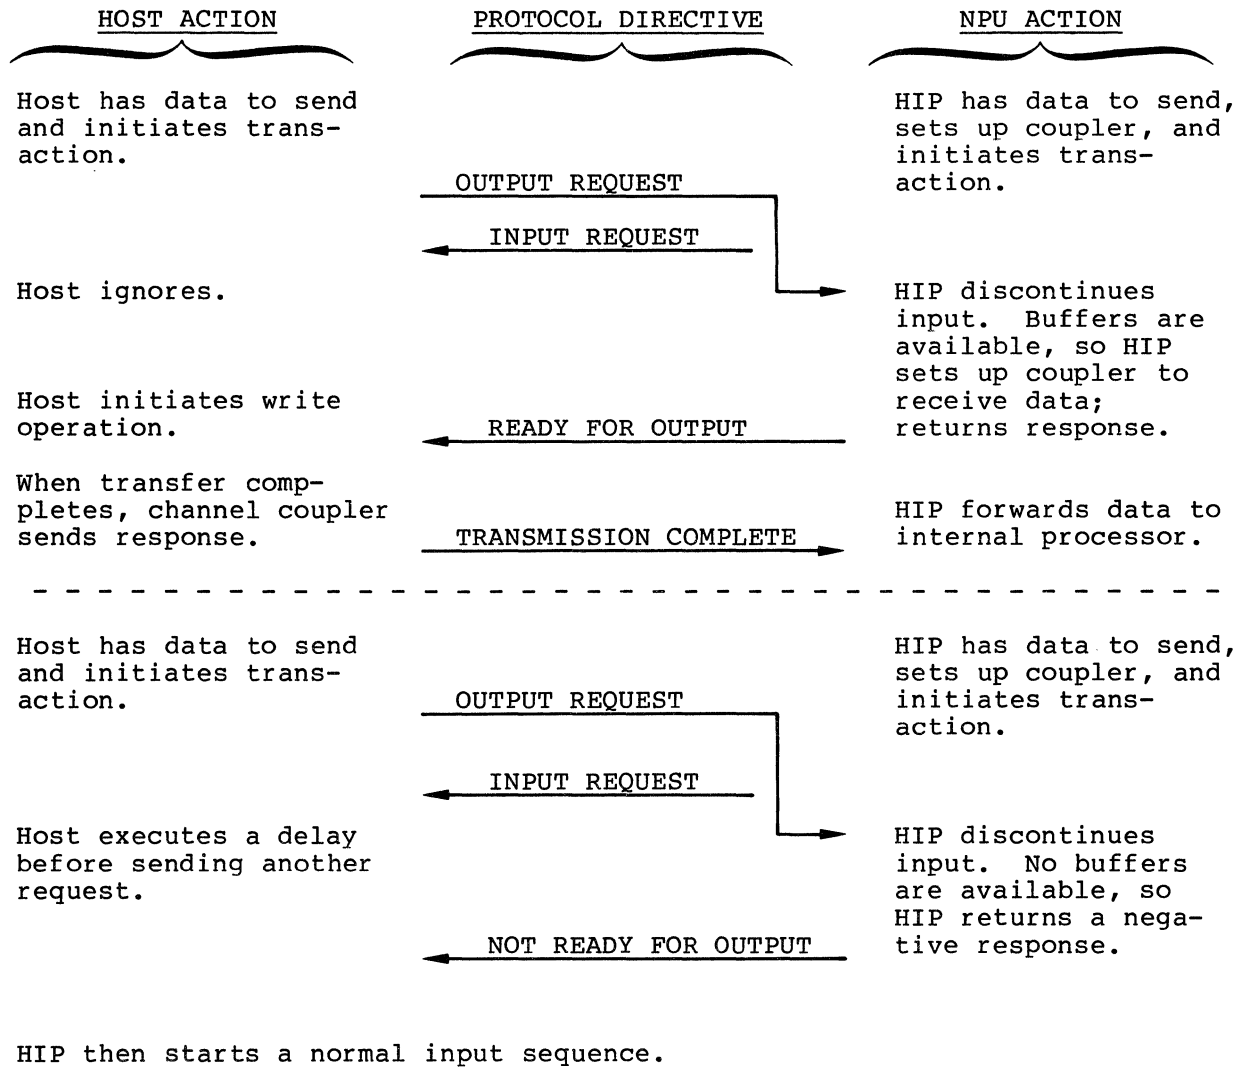 HOST ACTION
PROTOCOL DIRECTIVE
NPU ACTION
Host has data to send
and initiates trans-
action.
HIP has data to send,
sets up coupler, and
initiates trans-
action.
OUTPUT REQUEST
INPUT REQUEST
Host ignores.
HIP discontinues
input. Buffers are
available, so HIP
sets up coupler to
receive data;
returns response.
Host initiates write
operation.
READY FOR OUTPUT
When transfer com-
pletes, channel coupler
sends response.
TRANSMISSION COMPLETE
HIP forwards data to
internal processor.
Host has data to send
and initiates trans-
action.
HIP has data to send,
sets up coupler, and
initiates trans-
action.
OUTPUT REQUEST
INPUT REQUEST
Host executes a delay
before sending another
request.
HIP discontinues
input. No buffers
are available, so
HIP returns a nega-
tive response.
NOT READY FOR OUTPUT
HIP then starts a normal input sequence.